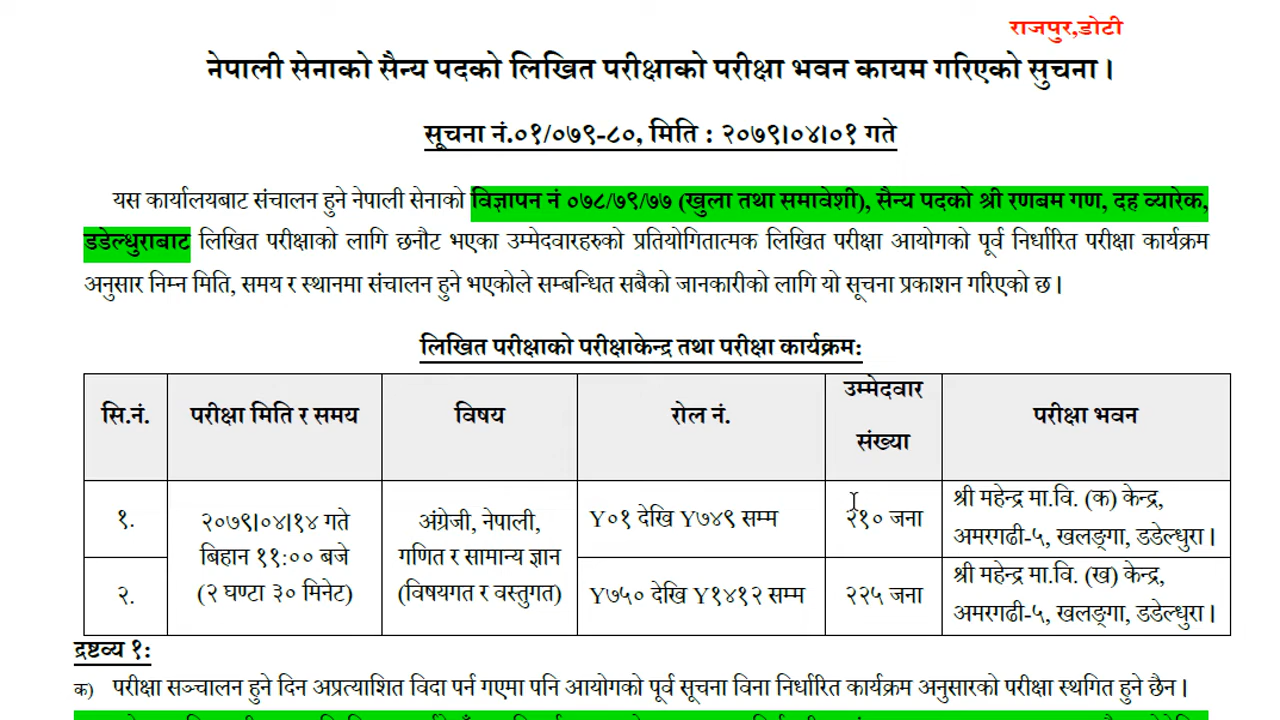 राजपुर,डोटी
नेपाली सेनाको सैन्य पदको लिखित परीक्षाको परीक्षा भवन कायम गरिएको सुचना।
सूचना नं.०१/०७९-८०, मिति : २०७९।०४।०१ गते
यस कार्यालयबाट संचालन हुने नेपाली सेनाको विज्ञापन नं ०७८/७९/७७ (खुला तथा समावेशी), सैन्य पदको श्री रणबम गण, दह व्यारेक,
डडेल्धुराबाट लिखित परीक्षाको लागि छनौट भएका उम्मेदवारहरुको प्रतियोगितात्मक लिखित परीक्षा आयोगको पूर्व निर्धारित परीक्षा कार्यक्रम
अनुसार निम्न मिति, समय र स्थानमा संचालन हुने भएकोले सम्बन्धित सबैको जानकारीको लागि यो सूचना प्रकाशन गरिएको छ।
लिखित परीक्षाको परीक्षाकेन्द्र तथा परीक्षा कार्यक्रम:
सि.नं. परीक्षा मिति र समय विषय रोल नं. उम्मेदवार संख्या परीक्षा भवन
१. २०७९।०४।१४ गते अंग्रेजी, नेपाली, Y०१ देखि Y७४९ सम्म २१० जना श्री महेन्द्र मा.वि. (क) केन्द्र,
अमरगढी-५, खलङ्गा, डडेल्धुरा।
बिहान ११:०० बजे गणित र सामान्य ज्ञान
२. (२ घण्टा ३० मिनेट) (विषयगत र वस्तुगत) Y७५० देखि Y१४१२ सम्म २२५ जना श्री महेन्द्र मा.वि. (ख) केन्द्र,
अमरगढी-५, खलङ्गा, डडेल्धुरा।
द्रष्टव्य १:
क) परीक्षा सञ्चालन हुने दिन अप्रत्याशित विदा पर्न गएमा पनि आयोगको पूर्व सूचना विना निर्धारित कार्यक्रम अनुसारको परीक्षा स्थगित हुने छैन।